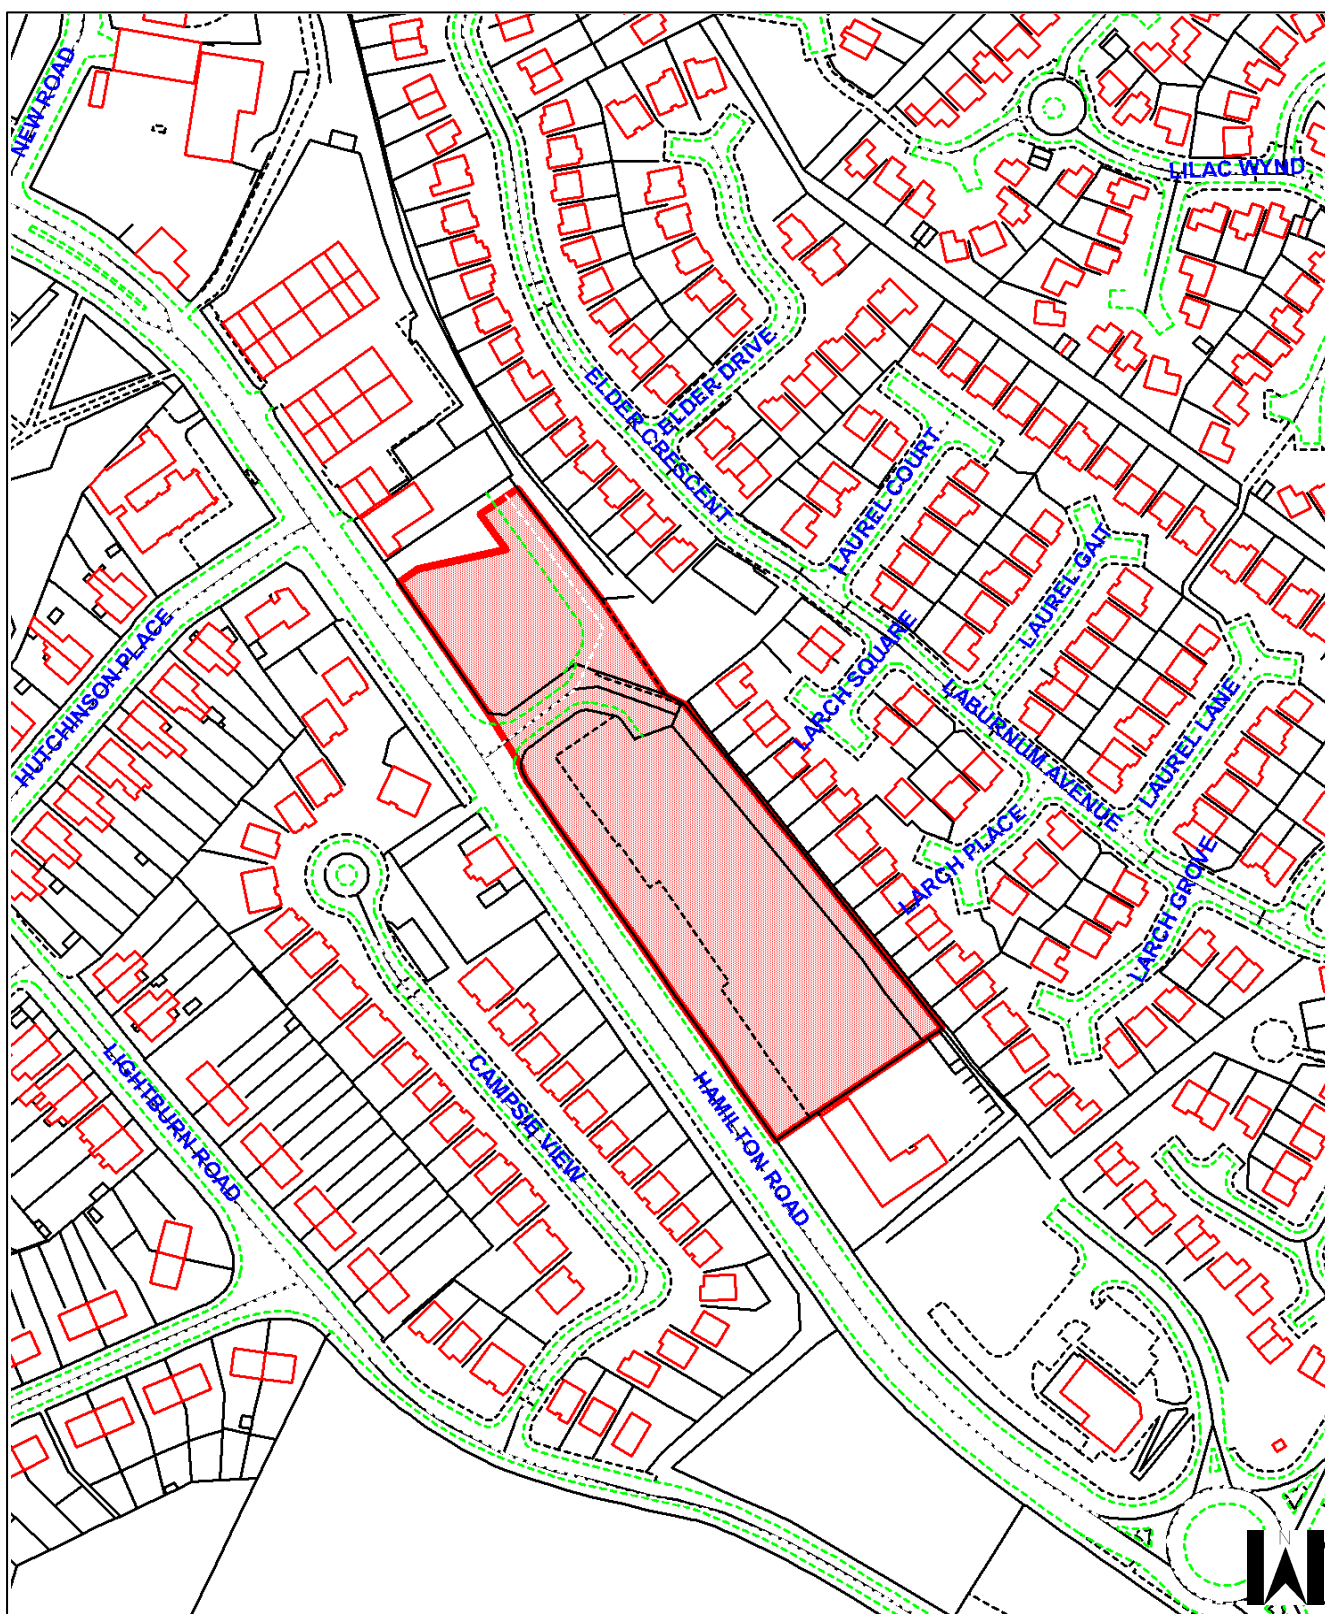 NEW ROAD
LILAC WYND
ELDER DRIVE
ELDER CRESCENT
LAUREL COURT
LAUREL GAIT
LARCH SQUARE
HUTCHINSON PLACE
LABURNUM AVENUE
LAUREL LANE
LARCH PLACE
LARCH GROVE
LIGHTBURN ROAD
CAMPSIE VIEW
HAMILTON ROAD
N